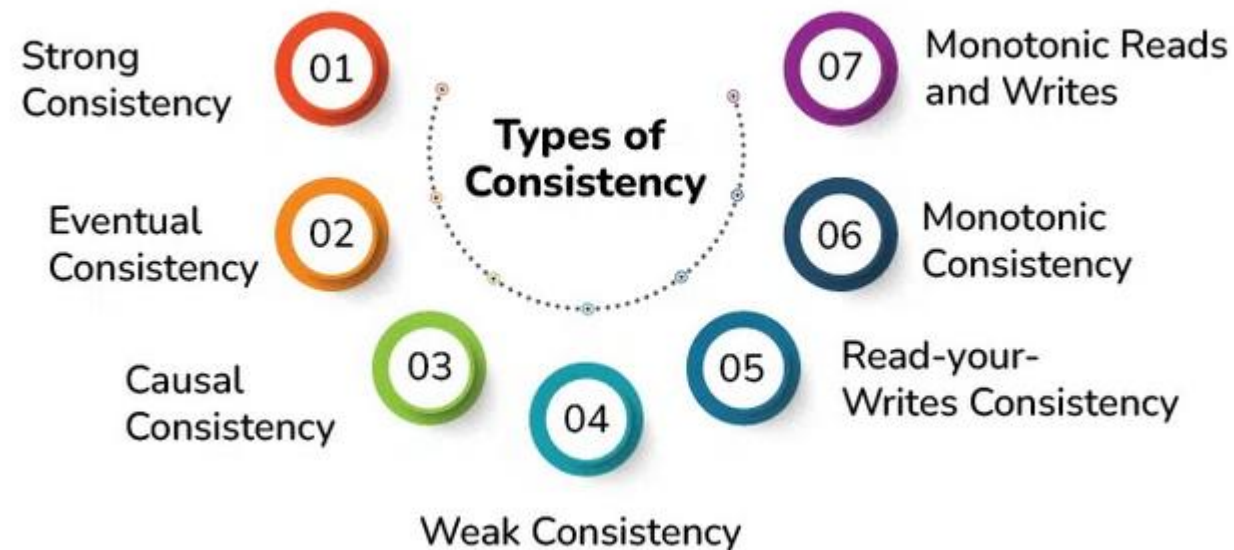 Types of
Consistency
01
Strong
Consistency
02
Eventual
Consistency
03
Causal
Consistency
04
Weak Consistency
05
Read-your-
Writes Consistency
06
Monotonic
Consistency
07
Monotonic Reads
and Writes